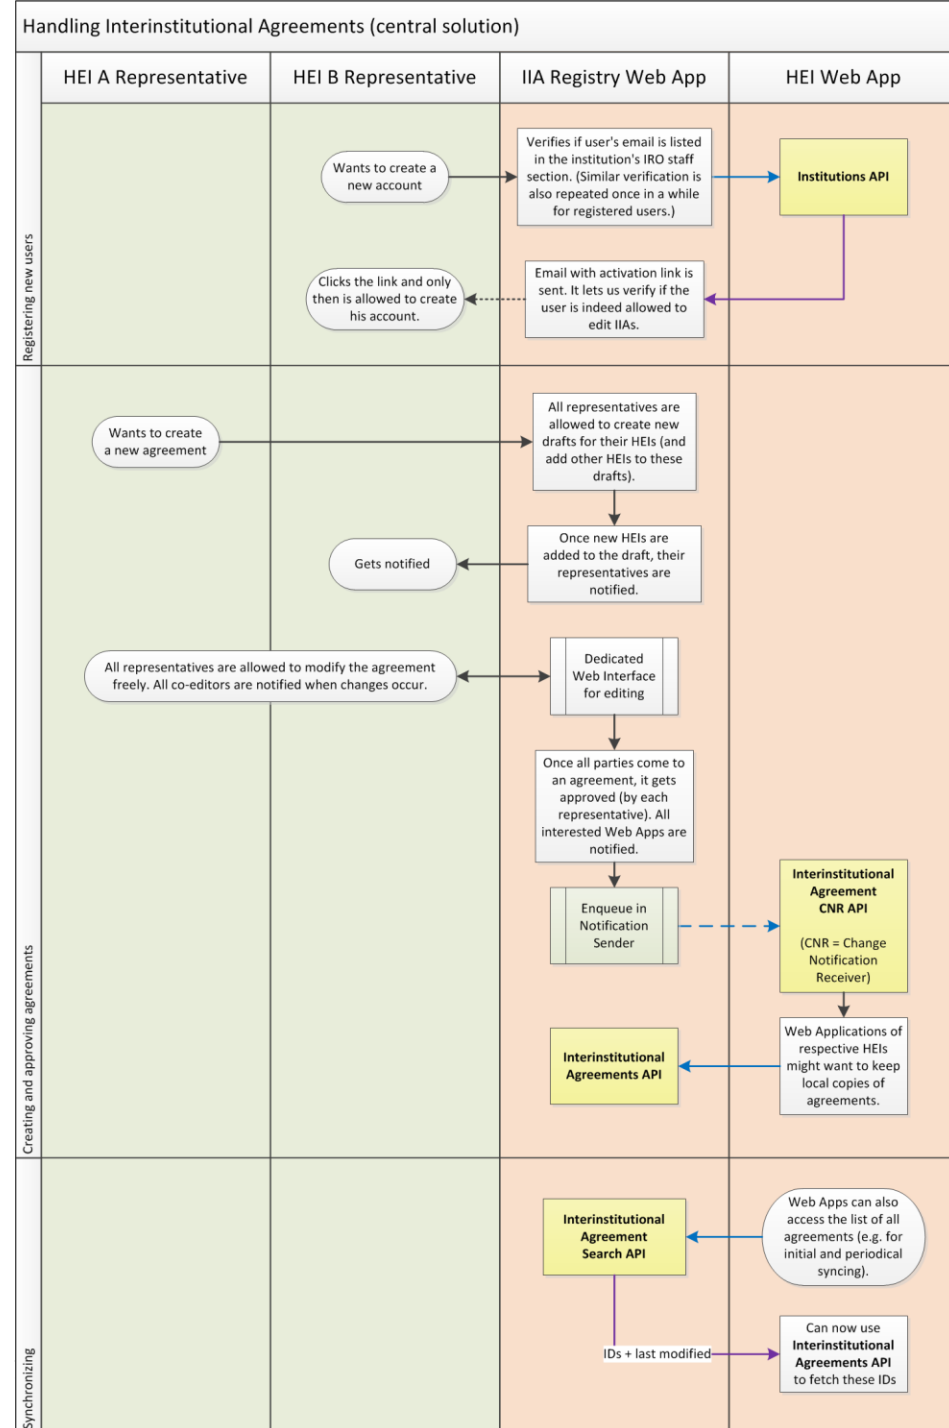 Handling Interinstitutional Agreements (central solution)
HEI A Representative
HEI B Representative
IIA Registry Web App
HEI Web App
Registering new users
Wants to create a
new account
Verifies if user's email is listed
in the institution's IRO staff
section. (Similar verification is
also repeated once in a while
for registered users.)
Institutions API
Clicks the link and only
then is allowed to create
his account.
Email with activation link is
sent. It lets us verify if the
user is indeed allowed to
edit IIAs.
Creating and approving agreements
Wants to create
a new agreement
All representatives are
allowed to create new
drafts for their HEIs (and
add other HEIs to these
drafts).
Gets notified
Once new HEIs are
added to the draft, their
representatives are
notified.
All representatives are allowed to modify the agreement
freely. All co-editors are notified when changes occur.
Dedicated
Web Interface
for editing
Once all parties come to
an agreement, it gets
approved (by each
representative). All
interested Web Apps are
notified.
Enqueue in
Notification
Sender
Interinstitutional
Agreement
CNR API
(CNR = Change
Notification
Receiver)
Interinstitutional
Agreements API
Web Applications of
respective HEIs
might want to keep
local copies of
agreements.
Synchronizing
Interinstitutional
Agreement
Search API
Web Apps can also
access the list of all
agreements (e.g. for
initial and periodical
syncing).
IDs + last modified
Can now use
Interinstitutional
Agreements API
to fetch these IDs